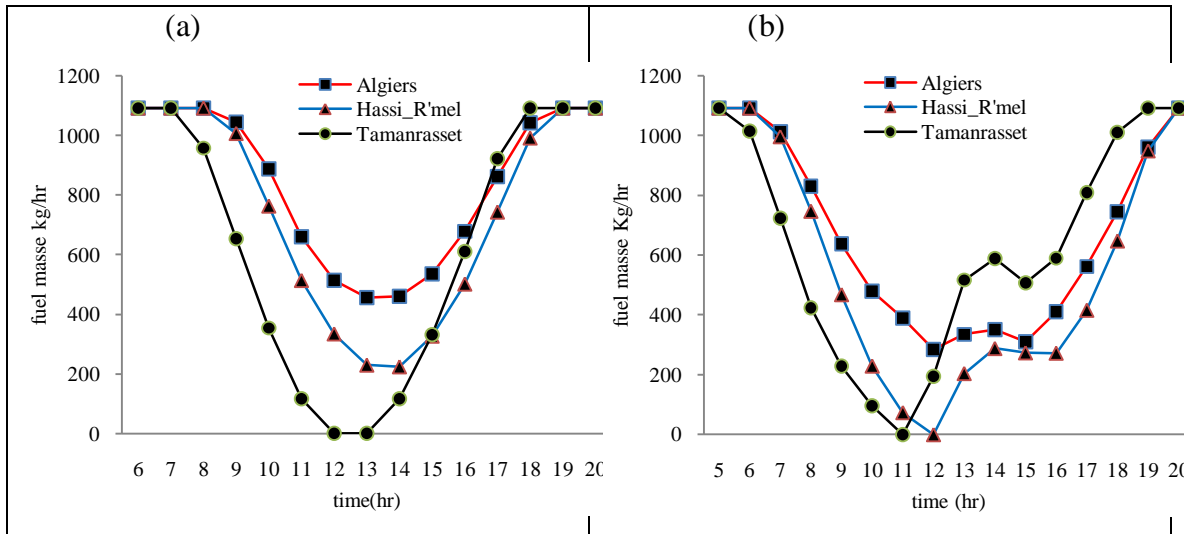 (a)
1200
1000
800
600
400
200
0
fuel masse kg/hr
Algiers
Hassi_R'mel
Tamanrasset
6 7 8 9 10 11 12 13 14 15 16 17 18 19 20
time(hr)
(b)
1200
1000
800
600
400
200
0
fuel masse Kg/hr
Algiers
Hassi_R'mel
Tamanrasset
5 6 7 8 9 10 11 12 13 14 15 16 17 18 19 20
time (hr)